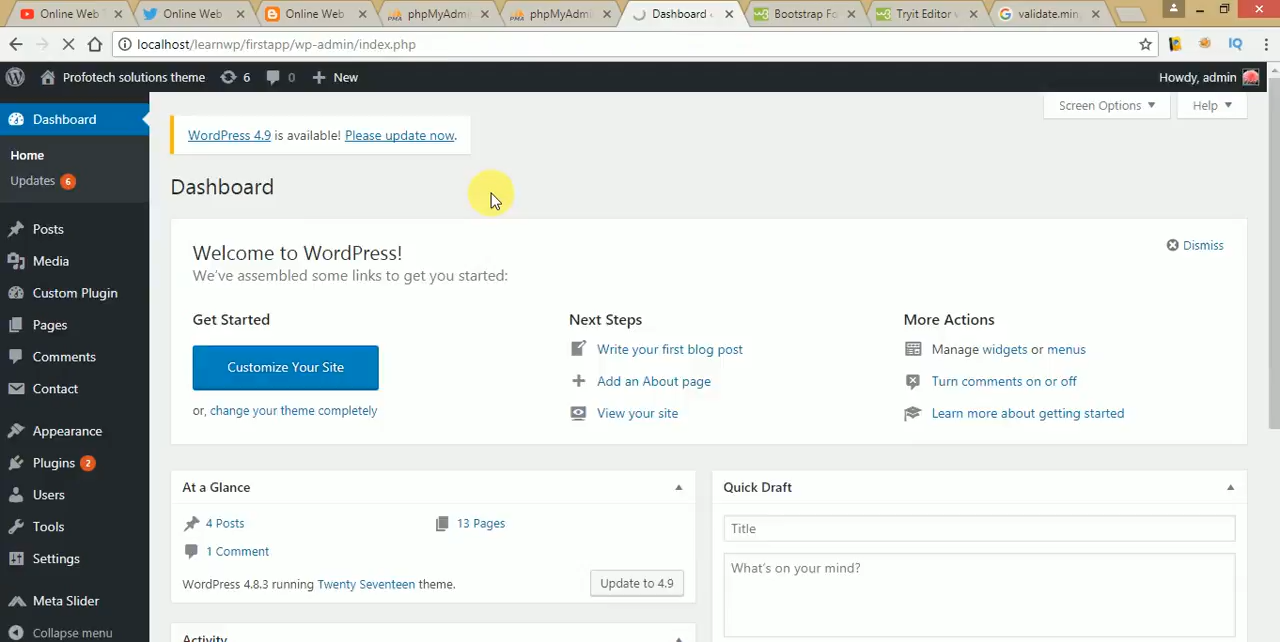 Online Web
Online Web
Online Web
phpMyAdm
phpMyAdm
Dashboard
Bootstrap Fo
Tryit Editor v
validate.min
localhost/learnwp/firstapp/wp-admin/index.php
IQ
Profotech solutions theme
6
0
New
Howdy, admin
Dashboard
Home
Updates 6
Posts
Media
Custom Plugin
Pages
Comments
Contact
Appearance
Plugins 2
Users
Tools
Settings
Meta Slider
Collapse menu
Screen Options
Help
WordPress 4.9 is available! Please update now.
Dashboard
Welcome to WordPress!
We've assembled some links to get you started:
Dismiss
Get Started
Customize Your Site
or, change your theme completely
Next Steps
Write your first blog post
Add an About page
View your site
More Actions
Manage widgets or menus
Turn comments on or off
Learn more about getting started
At a Glance
4 Posts
13 Pages
1 Comment
WordPress 4.8.3 running Twenty Seventeen theme.
Update to 4.9
Activity
Quick Draft
Title
What's on your mind?